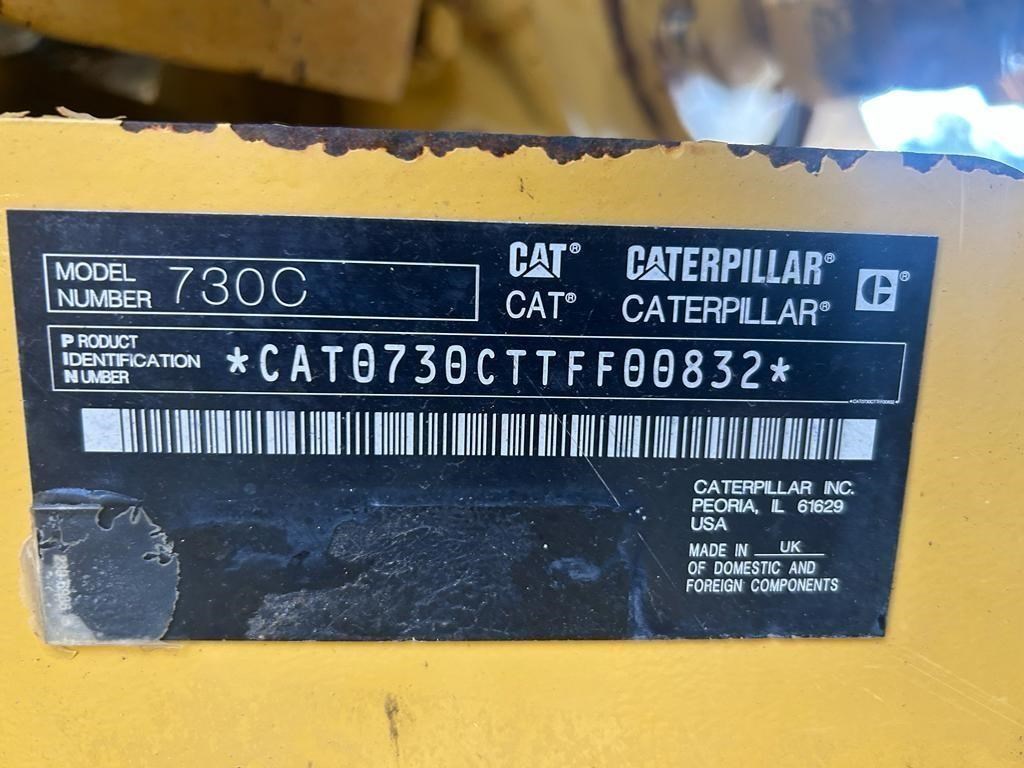 MODEL NUMBER 730C
CAT® CATERPILLAR®
CAT® CATERPILLAR®
PRODUCT
IDENTIFICATION
NUMBER
*CAT0730CTTFF00832*
*CAT0730CTTFF00832*
CATERPILLAR INC.
PEORIA, IL 61629
USA
MADE IN UK
OF DOMESTIC AND
FOREIGN COMPONENTS